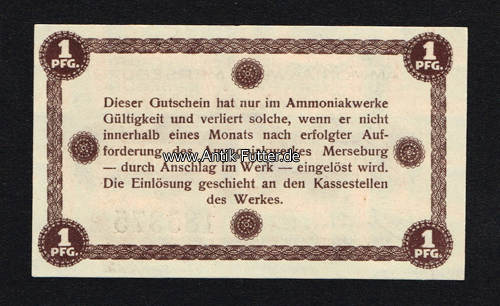 1 PFG.
1 PFG.
Dieser Gutschein hat nur im Ammoniakwerke
Gültigkeit und verliert solche, wenn er nicht
innerhalb eines Monats nach erfolgter Auf-
forderung des Ammoniakwerkes Merseburg
www.Antik-Futter.de
— durch Anschlag im Werk — eingelöst wird.
Die Einlösung geschieht an den Kassestellen
des Werkes.
1 PFG.
1 PFG.